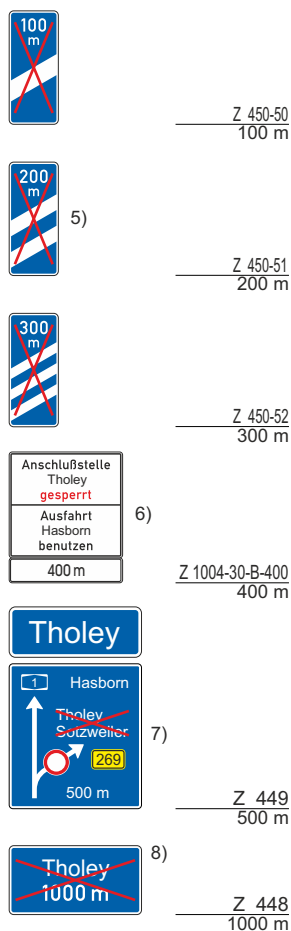 100
m
Z 450-50
100 m
200
m
5)
Z 450-51
200 m
300
m
Z 450-52
300 m
Anschlußstelle
Tholey
gesperrt
6)
Ausfahrt
Hasborn
benutzen
400 m
Z 1004-30-B-400
400 m
Tholey
1 Hasborn
Tholey
Sotzweiler
7)
269
500 m
Z 449
500 m
8)
Tholey
1000 m
Z 448
1000 m